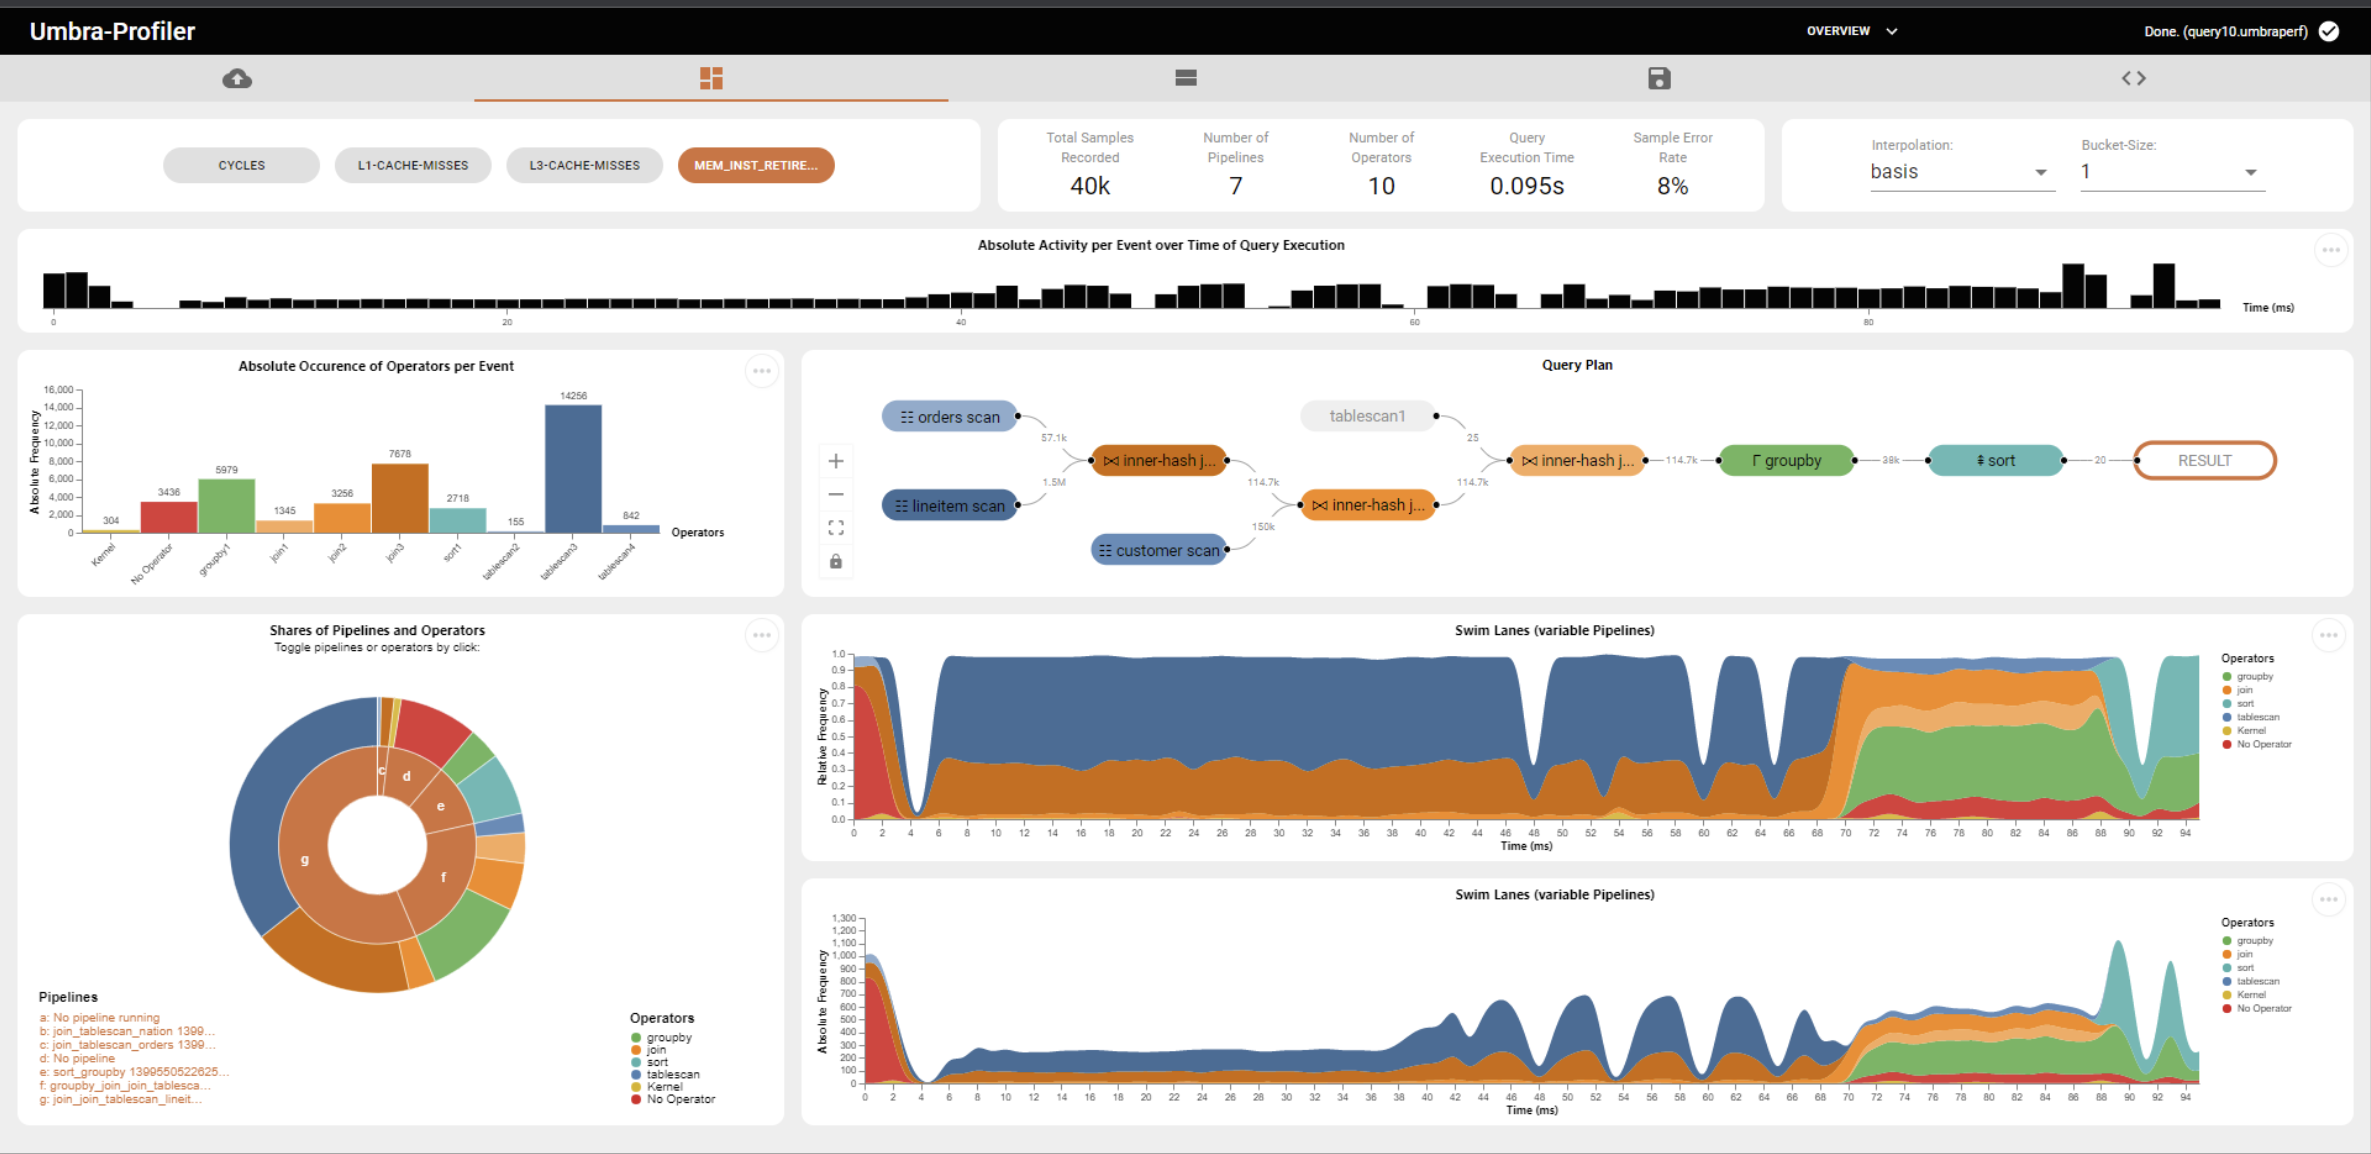 Umbra-Profiler
OVERVIEW
Done. (query10.umbraperf)
CYCLES
L1-CACHE-MISSES
L3-CACHE-MISSES
MEM_INST_RETIRE...
Total Samples Recorded
40k
Number of Pipelines
7
Number of Operators
10
Query Execution Time
0.095s
Sample Error Rate
8%
Interpolation:
basis
Bucket-Size:
1
Absolute Activity per Event over Time of Query Execution
0 20 40 60 80
Time (ms)
Absolute Occurence of Operators per Event
Absolute Frequency
16,000
14,000
12,000
10,000
8,000
6,000
4,000
2,000
0
304 3436 5979 1345 3256 7678 2718 155 14256 842
Kernel No Operator groupby1 join1 join2 join3 sort1 tablescan2 tablescan3 tablescan4
Operators
Query Plan
orders scan
57.1k
lineitem scan
1.5M
inner-hash j...
114.7k
customer scan
150k
tablescan1
25
inner-hash j...
114.7k
inner-hash j...
114.7k
groupby
38k
sort
20
RESULT
Shares of Pipelines and Operators
Toggle pipelines or operators by click:
c
d
e
f
g
Pipelines
a: No pipeline running
b: join_tablescan_nation 1399...
c: join_tablescan_orders 1399...
d: No pipeline
e: sort_groupby 1399550522625...
f: groupby_join_join_tablesca...
g: join_join_tablescan_lineit...
Operators
groupby
join
sort
tablescan
Kernel
No Operator
Swim Lanes (variable Pipelines)
Relative Frequency
1.0
0.9
0.8
0.7
0.6
0.5
0.4
0.3
0.2
0.1
0.0
0 2 4 6 8 10 12 14 16 18 20 22 24 26 28 30 32 34 36 38 40 42 44 46 48 50 52 54 56 58 60 62 64 66 68 70 72 74 76 78 80 82 84 86 88 90 92 94
Time (ms)
Operators
groupby
join
sort
tablescan
Kernel
No Operator
Swim Lanes (variable Pipelines)
Absolute Frequency
1,300
1,200
1,100
1,000
900
800
700
600
500
400
300
200
100
0
0 2 4 6 8 10 12 14 16 18 20 22 24 26 28 30 32 34 36 38 40 42 44 46 48 50 52 54 56 58 60 62 64 66 68 70 72 74 76 78 80 82 84 86 88 90 92 94
Time (ms)
Operators
groupby
join
sort
tablescan
Kernel
No Operator